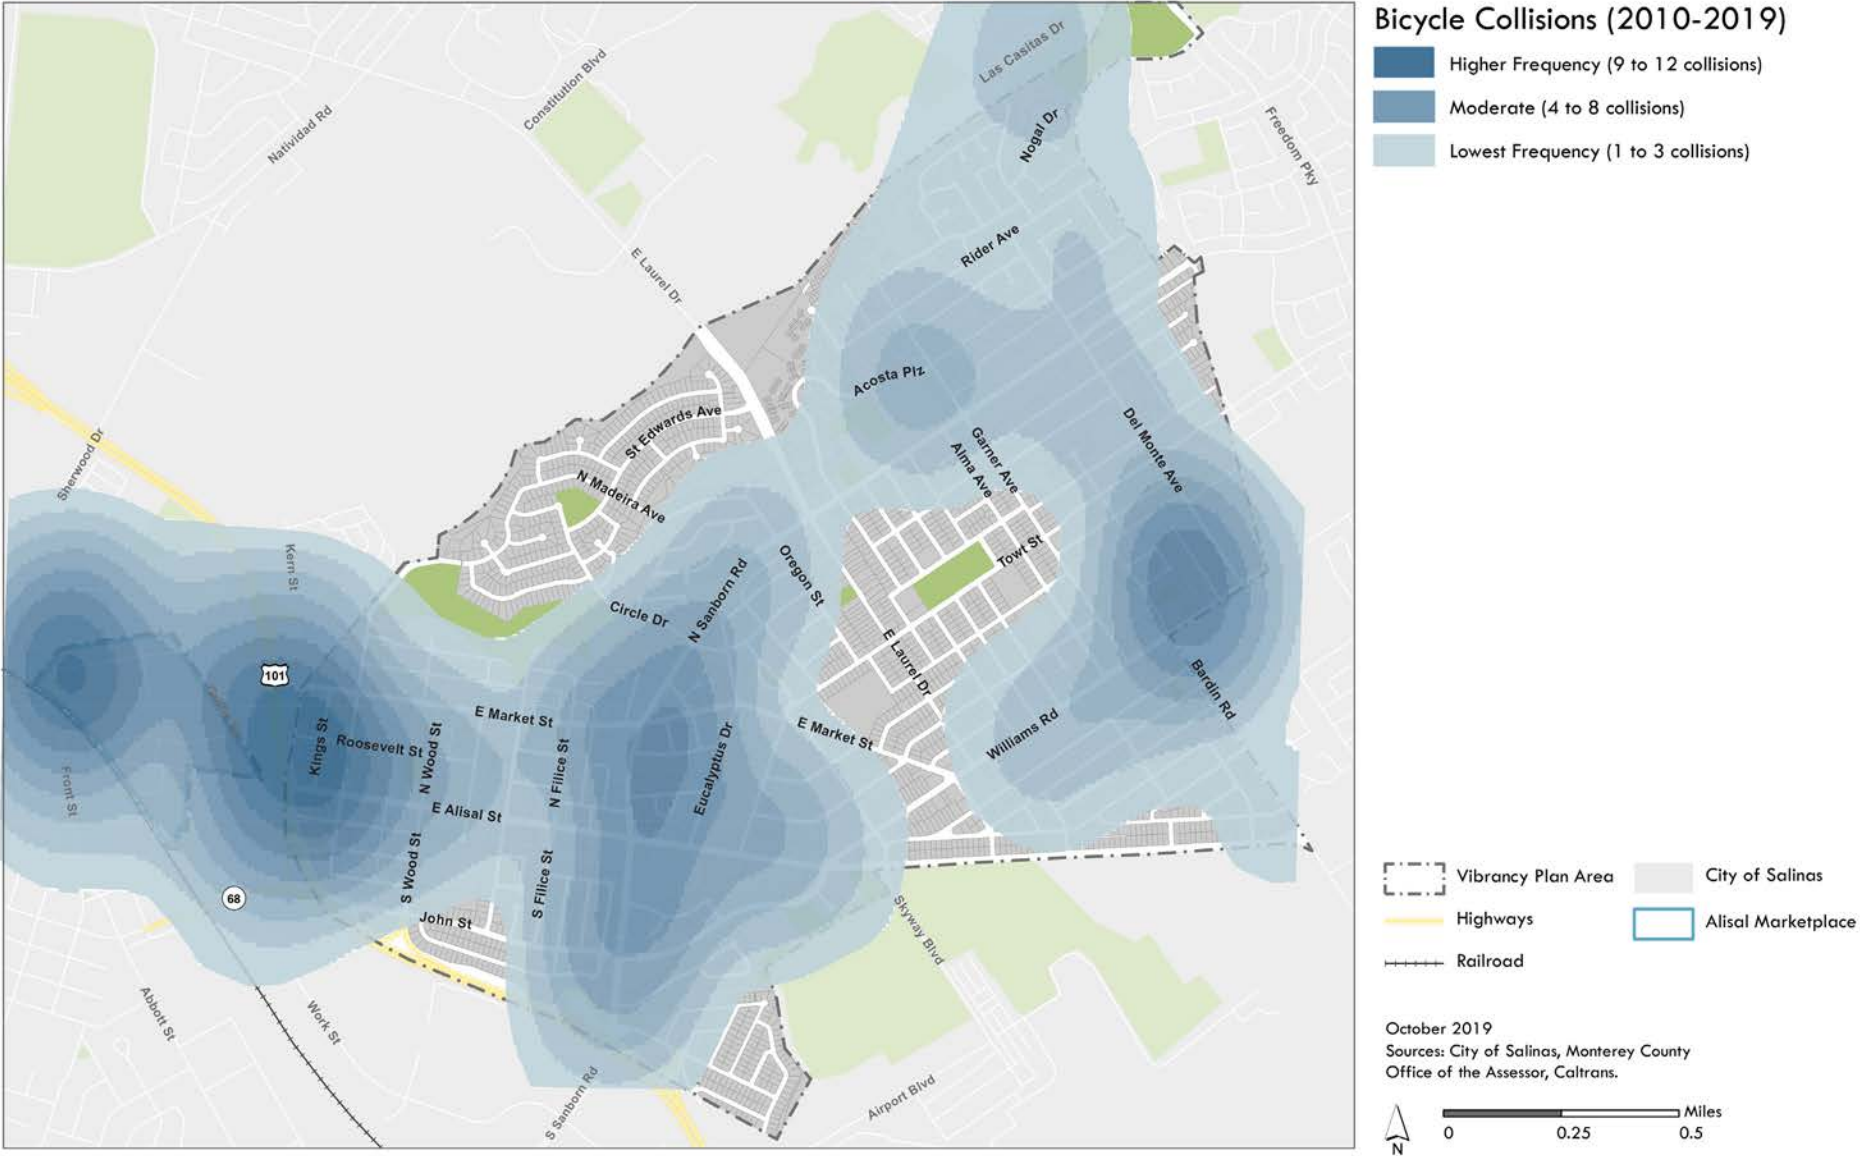 Bicycle Collisions (2010-2019)
Higher Frequency (9 to 12 collisions)
Moderate (4 to 8 collisions)
Lowest Frequency (1 to 3 collisions)
Las Casitas Dr
Constitution Blvd
Natividad Rd
Nogal Dr
Freedom Pky
Rider Ave
E Laurel Dr
Acosta Plz
St Edwards Ave
Del Monte Ave
Garner Ave
Alma Ave
Sherwood Dr
N Madeira Ave
Kern St
Towt St
Oregon St
N Sanborn Rd
Circle Dr
E Laurel Dr
101
Bardin Rd
E Market St
E Market St
Williams Rd
Kings St
Roosevelt St
N Wood St
N Filice St
Eucalyptus Dr
Front St
E Alisal St
S Wood St
S Filice St
68
John St
Skyway Blvd
Abbott St
Work St
S Sanborn Rd
Airport Blvd
Vibrancy Plan Area
City of Salinas
Highways
Alisal Marketplace
Railroad
October 2019
Sources: City of Salinas, Monterey County
Office of the Assessor, Caltrans.
Miles
0 0.25 0.5
N